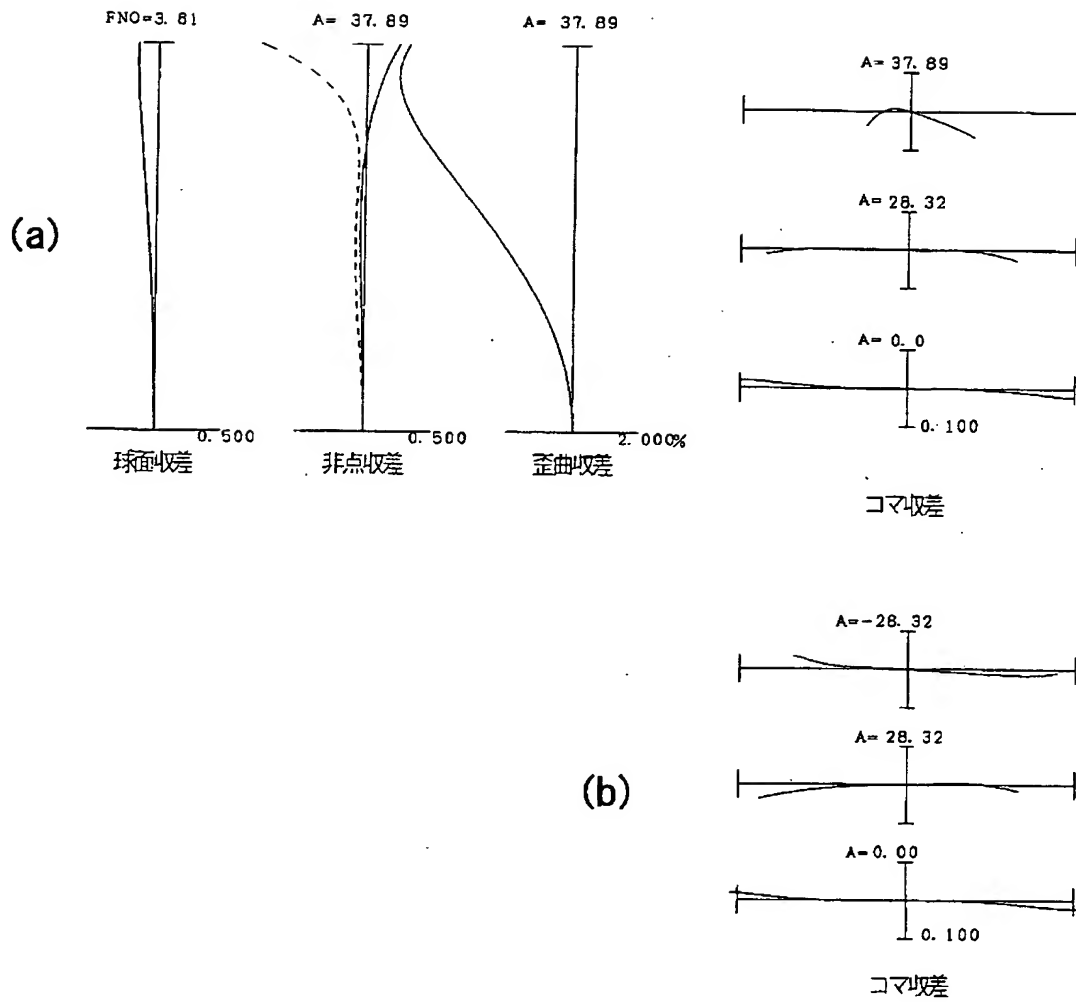 (a)
FNO=3.81
0.500
球面収差
A= 37.89
0.500
非点収差
A= 37.89
2.000%
歪曲収差
A= 37.89
A= 28.32
A= 0.0
0.100
コマ収差
(b)
A=-28.32
A= 28.32
A=0.00
0.100
コマ収差